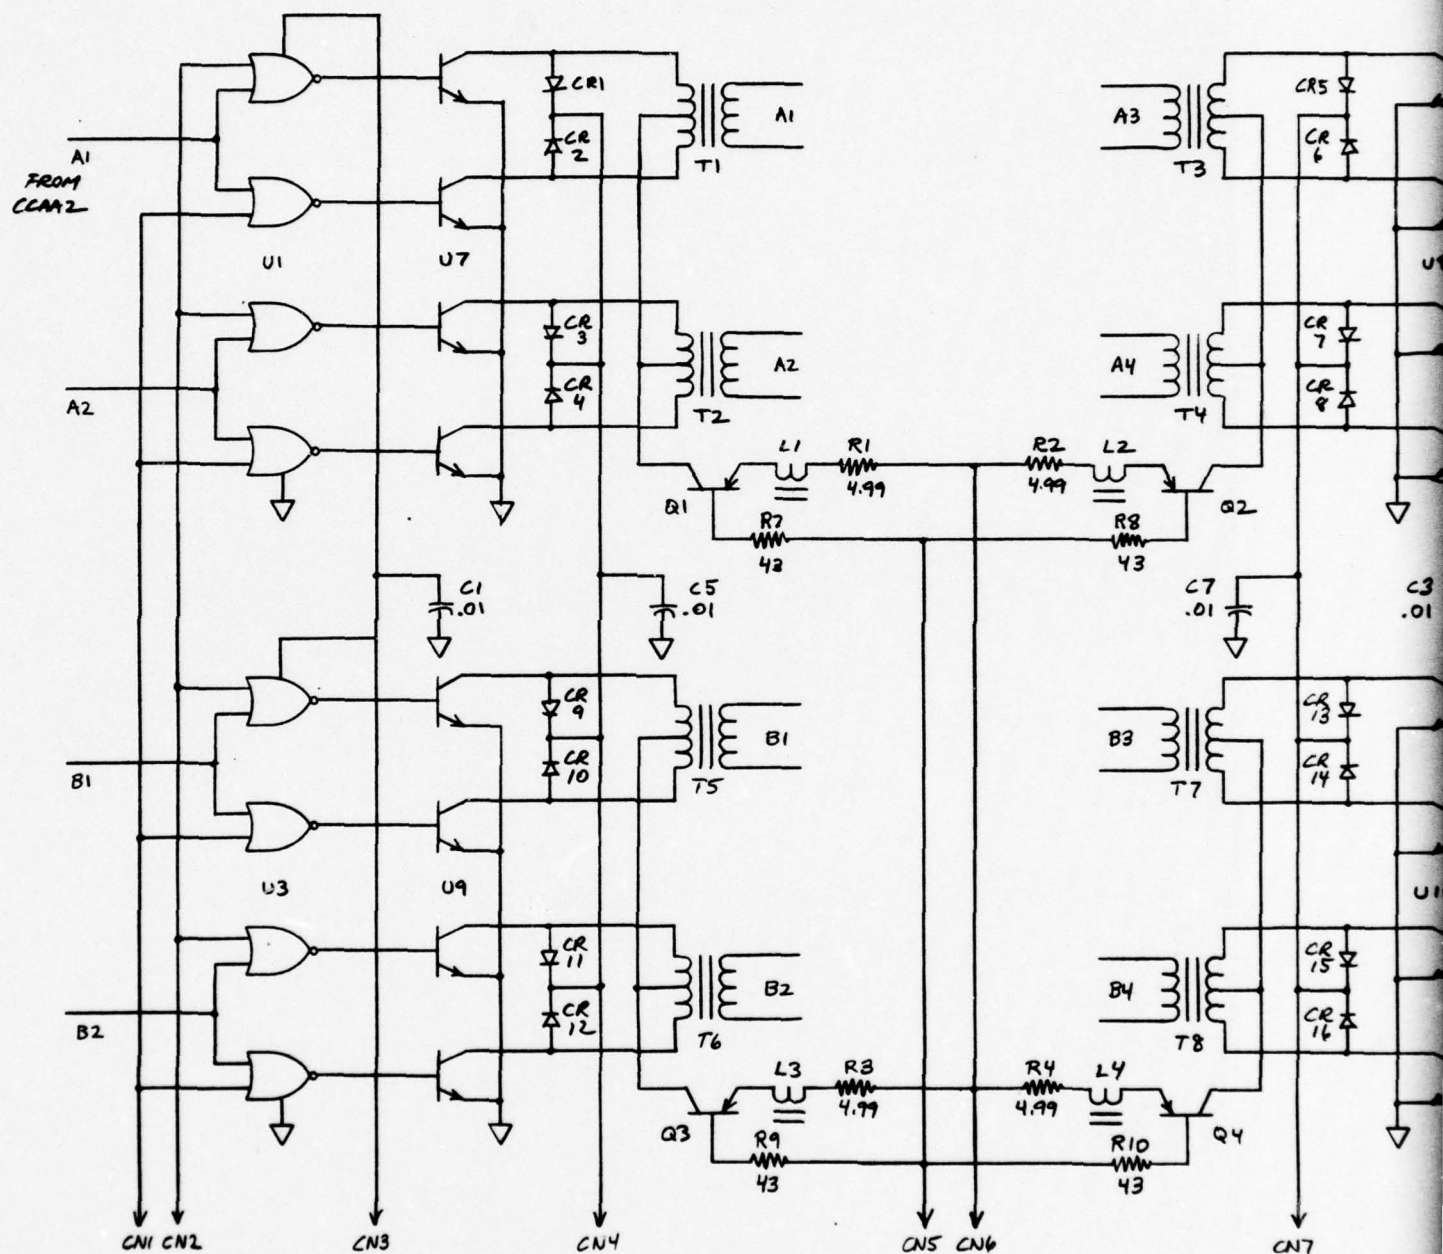 CR1
CR
2
A1
T1
A3
T3
CR5
CR
6
A1
FROM
CCAA2
U1
U7
CR
3
CR
4
A2
T2
A4
T4
CR
7
CR
8
A2
L1
R1
4.99
R2
4.99
L2
Q1
R7
43
R8
43
Q2
C1
.01
C5
.01
C7
.01
C3
.01
CR
9
CR
10
B1
T5
B3
T7
CR
13
CR
14
B1
U3
U9
CR
11
CR
12
B2
T6
B4
T8
CR
15
CR
16
B2
L3
R3
4.99
R4
4.99
L4
Q3
R9
43
R10
43
Q4
CN1 CN2 CN3 CN4 CN5 CN6 CN7